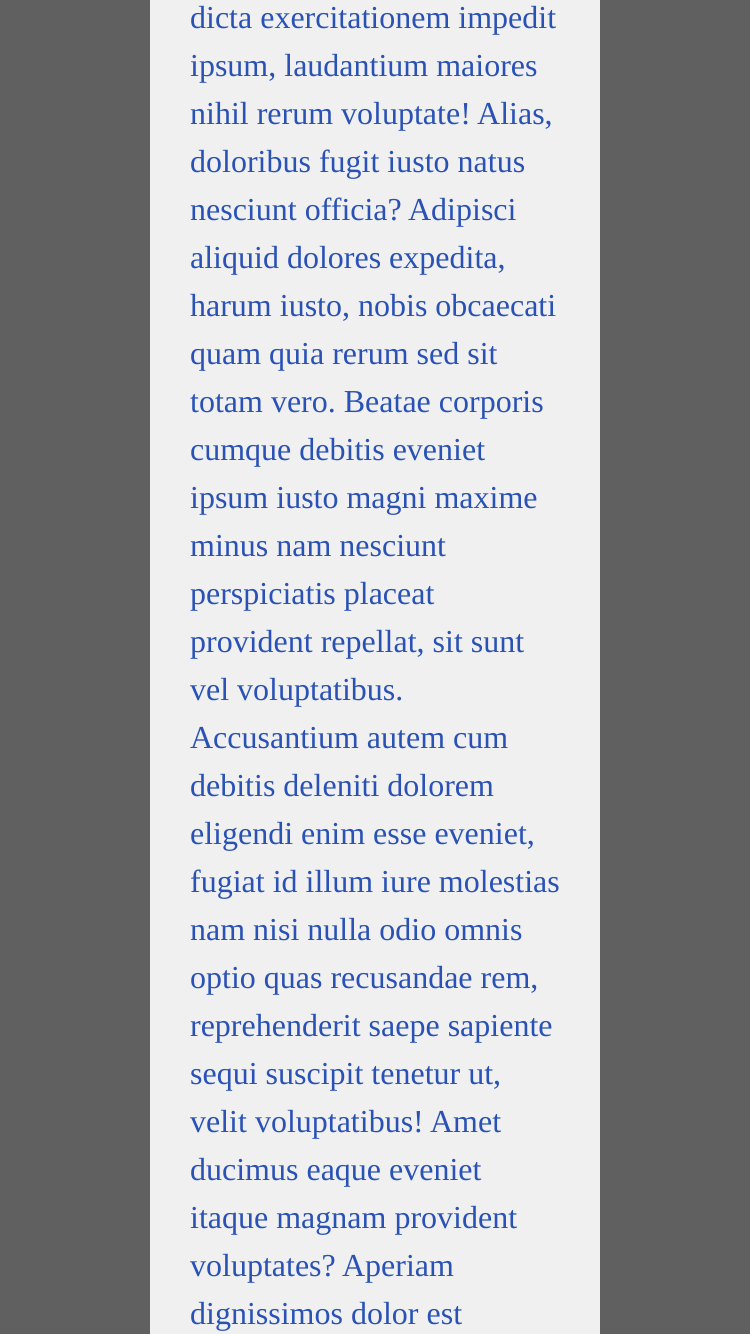 dicta exercitationem impedit
ipsum, laudantium maiores
nihil rerum voluptate! Alias,
doloribus fugit iusto natus
nesciunt officia? Adipisci
aliquid dolores expedita,
harum iusto, nobis obcaecati
quam quia rerum sed sit
totam vero. Beatae corporis
cumque debitis eveniet
ipsum iusto magni maxime
minus nam nesciunt
perspiciatis placeat
provident repellat, sit sunt
vel voluptatibus.
Accusantium autem cum
debitis deleniti dolorem
eligendi enim esse eveniet,
fugiat id illum iure molestias
nam nisi nulla odio omnis
optio quas recusandae rem,
reprehenderit saepe sapiente
sequi suscipit tenetur ut,
velit voluptatibus! Amet
ducimus eaque eveniet
itaque magnam provident
voluptates? Aperiam
dignissimos dolor est